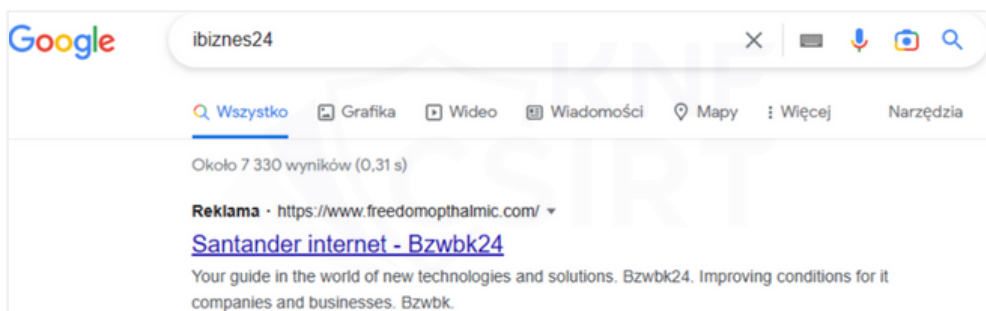 Google
ibiznes24
Wszystko Grafika Wideo Wiadomości Mapy Więcej Narzędzia
Około 7 330 wyników (0,31 s)
Reklama · https://www.freedomopthalmic.com/
Santander internet - Bzwbk24
Your guide in the world of new technologies and solutions. Bzwbk24. Improving conditions for it
companies and businesses. Bzwbk.
KNF
CSIRT